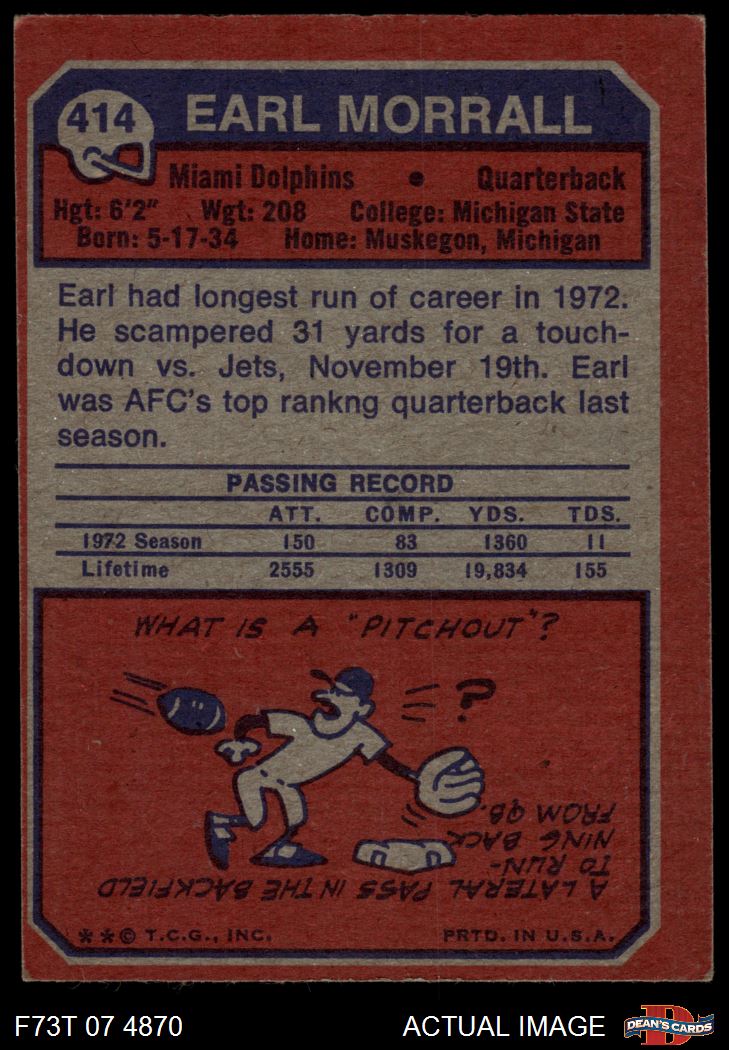 414
EARL MORRALL
Miami Dolphins • Quarterback
Hgt: 6'2" Wgt: 208 College: Michigan State
Born: 5-17-34 Home: Muskegon, Michigan
Earl had longest run of career in 1972.
He scampered 31 yards for a touch-
down vs. Jets, November 19th. Earl
was AFC's top rankng quarterback last
season.
PASSING RECORD
ATT. COMP. YDS. TDS.
1972 Season 150 83 1360 11
Lifetime 2555 1309 19,834 155
WHAT IS A "PITCHOUT"?
?
A LATERAL PASS IN THE BACKFIELD
TO RUN-
NING BACK
FROM QB.
**© T.C.G., INC. PRTD. IN U.S.A.
F73T 07 4870 ACTUAL IMAGE
D
DEAN'S CARDS